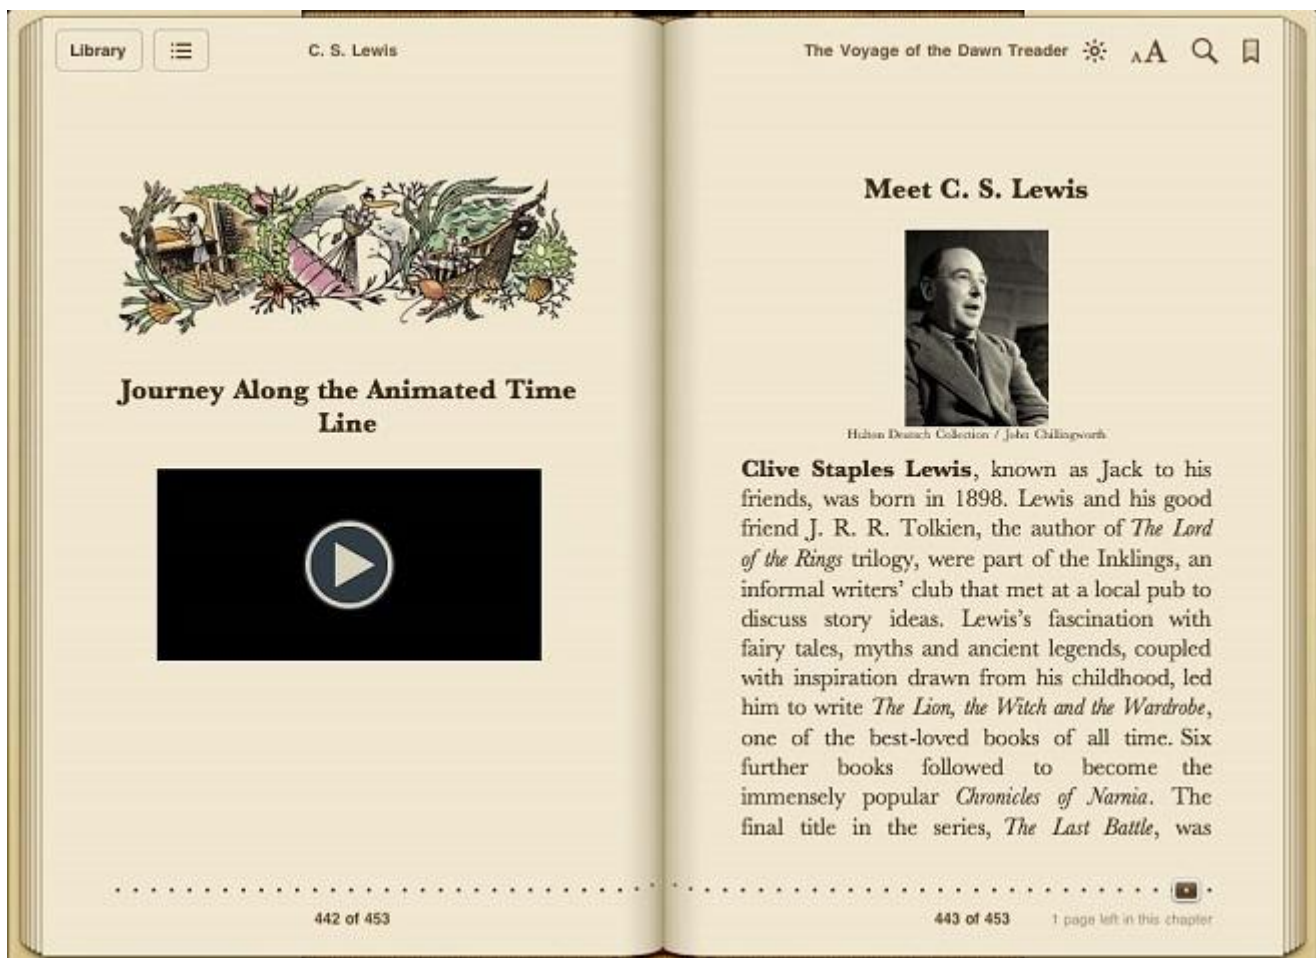 Library
C. S. Lewis
The Voyage of the Dawn Treader
AA
Journey Along the Animated Time
Line
442 of 453
Meet C. S. Lewis
Hulton Deutsch Collection / John Chillingworth
Clive Staples Lewis, known as Jack to his
friends, was born in 1898. Lewis and his good
friend J. R. R. Tolkien, the author of The Lord
of the Rings trilogy, were part of the Inklings, an
informal writers’ club that met at a local pub to
discuss story ideas. Lewis’s fascination with
fairy tales, myths and ancient legends, coupled
with inspiration drawn from his childhood, led
him to write The Lion, the Witch and the Wardrobe,
one of the best-loved books of all time. Six
further books followed to become the
immensely popular Chronicles of Narnia. The
final title in the series, The Last Battle, was
443 of 453
1 page left in this chapter